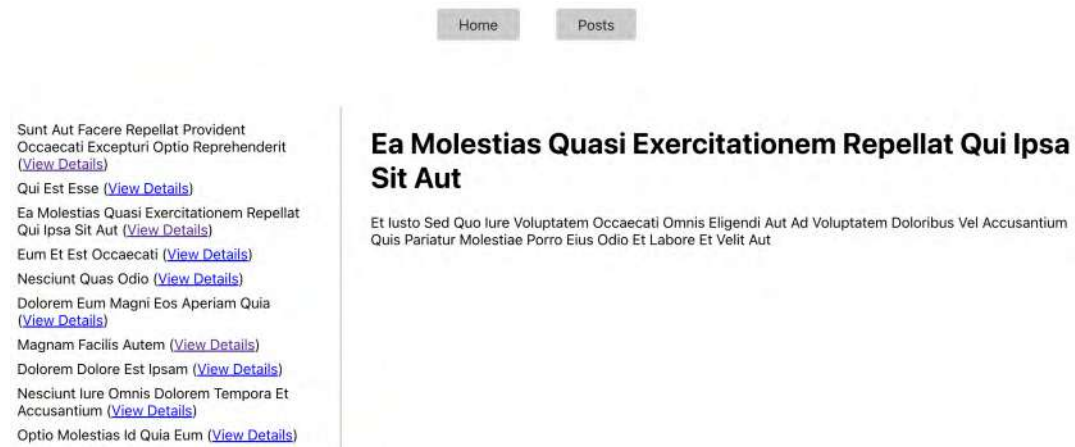 Home
Posts
Sunt Aut Facere Repellat Provident
Occaecati Excepturi Optio Reprehenderit
(View Details)
Qui Est Esse (View Details)
Ea Molestias Quasi Exercitationem Repellat
Qui Ipsa Sit Aut (View Details)
Eum Et Est Occaecati (View Details)
Nesciunt Quas Odio (View Details)
Dolorem Eum Magni Eos Aperiam Quia
(View Details)
Magnam Facilis Autem (View Details)
Dolorem Dolore Est Ipsam (View Details)
Nesciunt Iure Omnis Dolorem Tempora Et
Accusantium (View Details)
Optio Molestias Id Quia Eum (View Details)
Ea Molestias Quasi Exercitationem Repellat Qui Ipsa
Sit Aut
Et Iusto Sed Quo Iure Voluptatem Occaecati Omnis Eligendi Aut Ad Voluptatem Doloribus Vel Accusantium
Quis Pariatur Molestiae Porro Eius Odio Et Labore Et Velit Aut